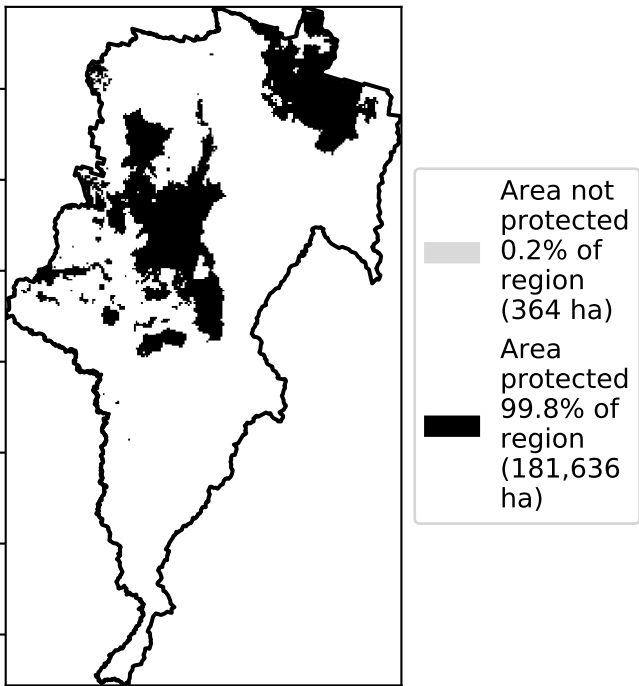 Area not
protected
0.2% of
region
(364 ha)
Area
protected
99.8% of
region
(181,636
ha)